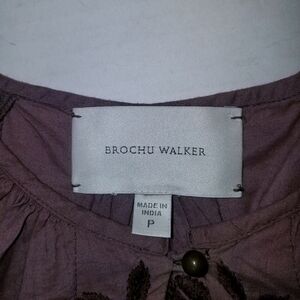 BROCHU WALKER
MADE IN
INDIA
P